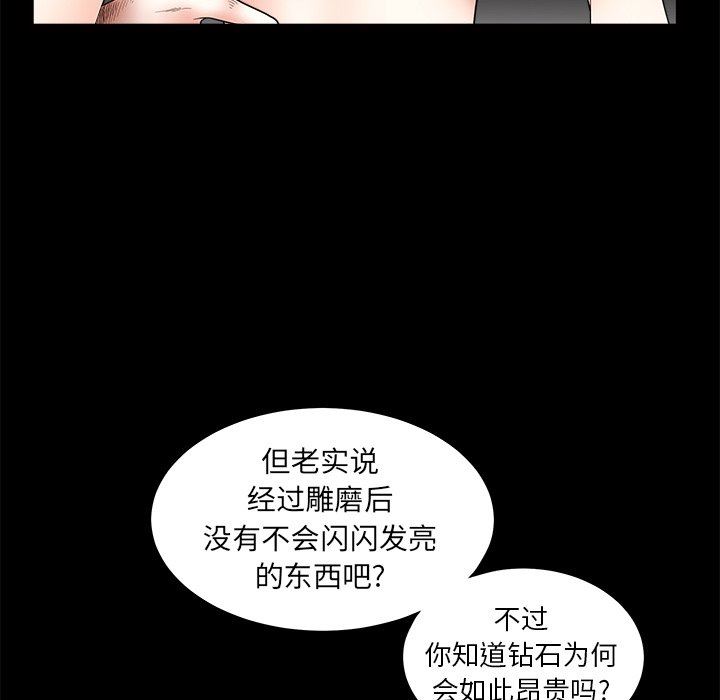 但老实说
经过雕磨后
没有不会闪闪发亮
的东西吧?
不过
你知道钻石为何
会如此昂贵吗?